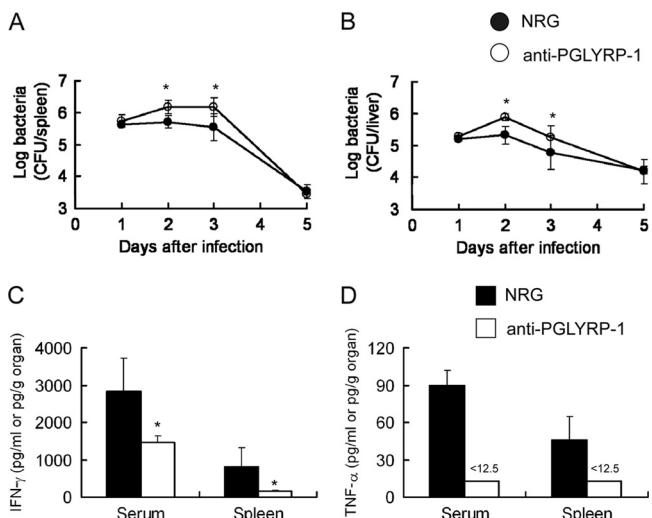 A
B
NRG
anti-PGLYRP-1
Log bacteria
(CFU/spleen)
7
6
5
4
3
* *
0 1 2 3 5
Days after infection
Log bacteria
(CFU/liver)
7
6
5
4
3
* *
0 1 2 3 5
Days after infection
C
D
NRG
anti-PGLYRP-1
IFN-γ (pg/ml or pg/g organ)
4000
3000
2000
1000
0
* *
Serum Spleen
TNF-α (pg/ml or pg/g organ)
120
90
60
30
0
<12.5 <12.5
Serum Spleen